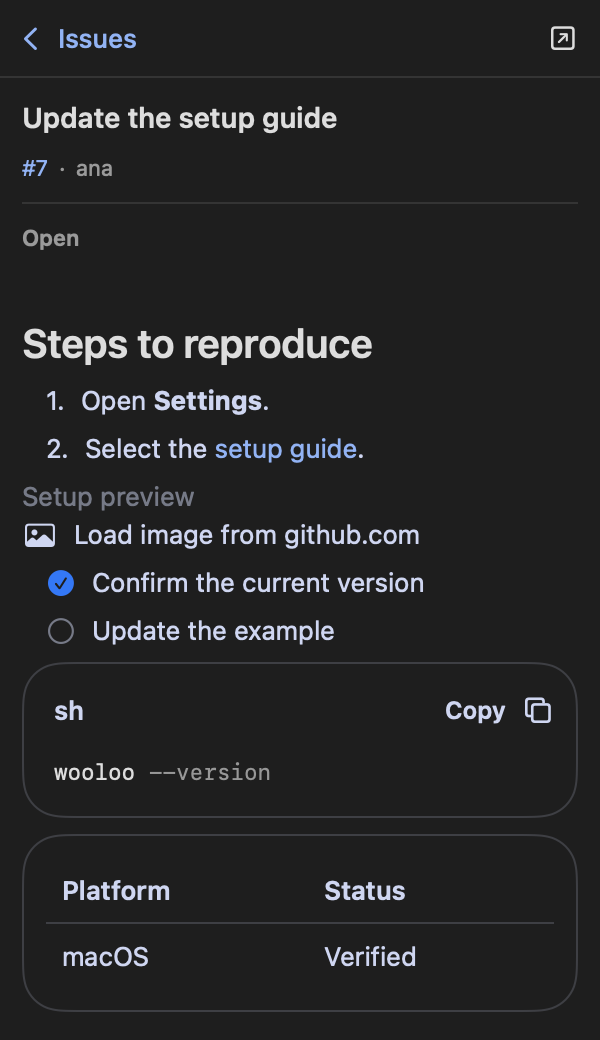 Issues
Update the setup guide
#7 · ana
Open
Steps to reproduce
1. Open Settings.
2. Select the setup guide.
Setup preview
Load image from github.com
Confirm the current version
Update the example
sh Copy
wooloo --version
Platform Status
macOS Verified